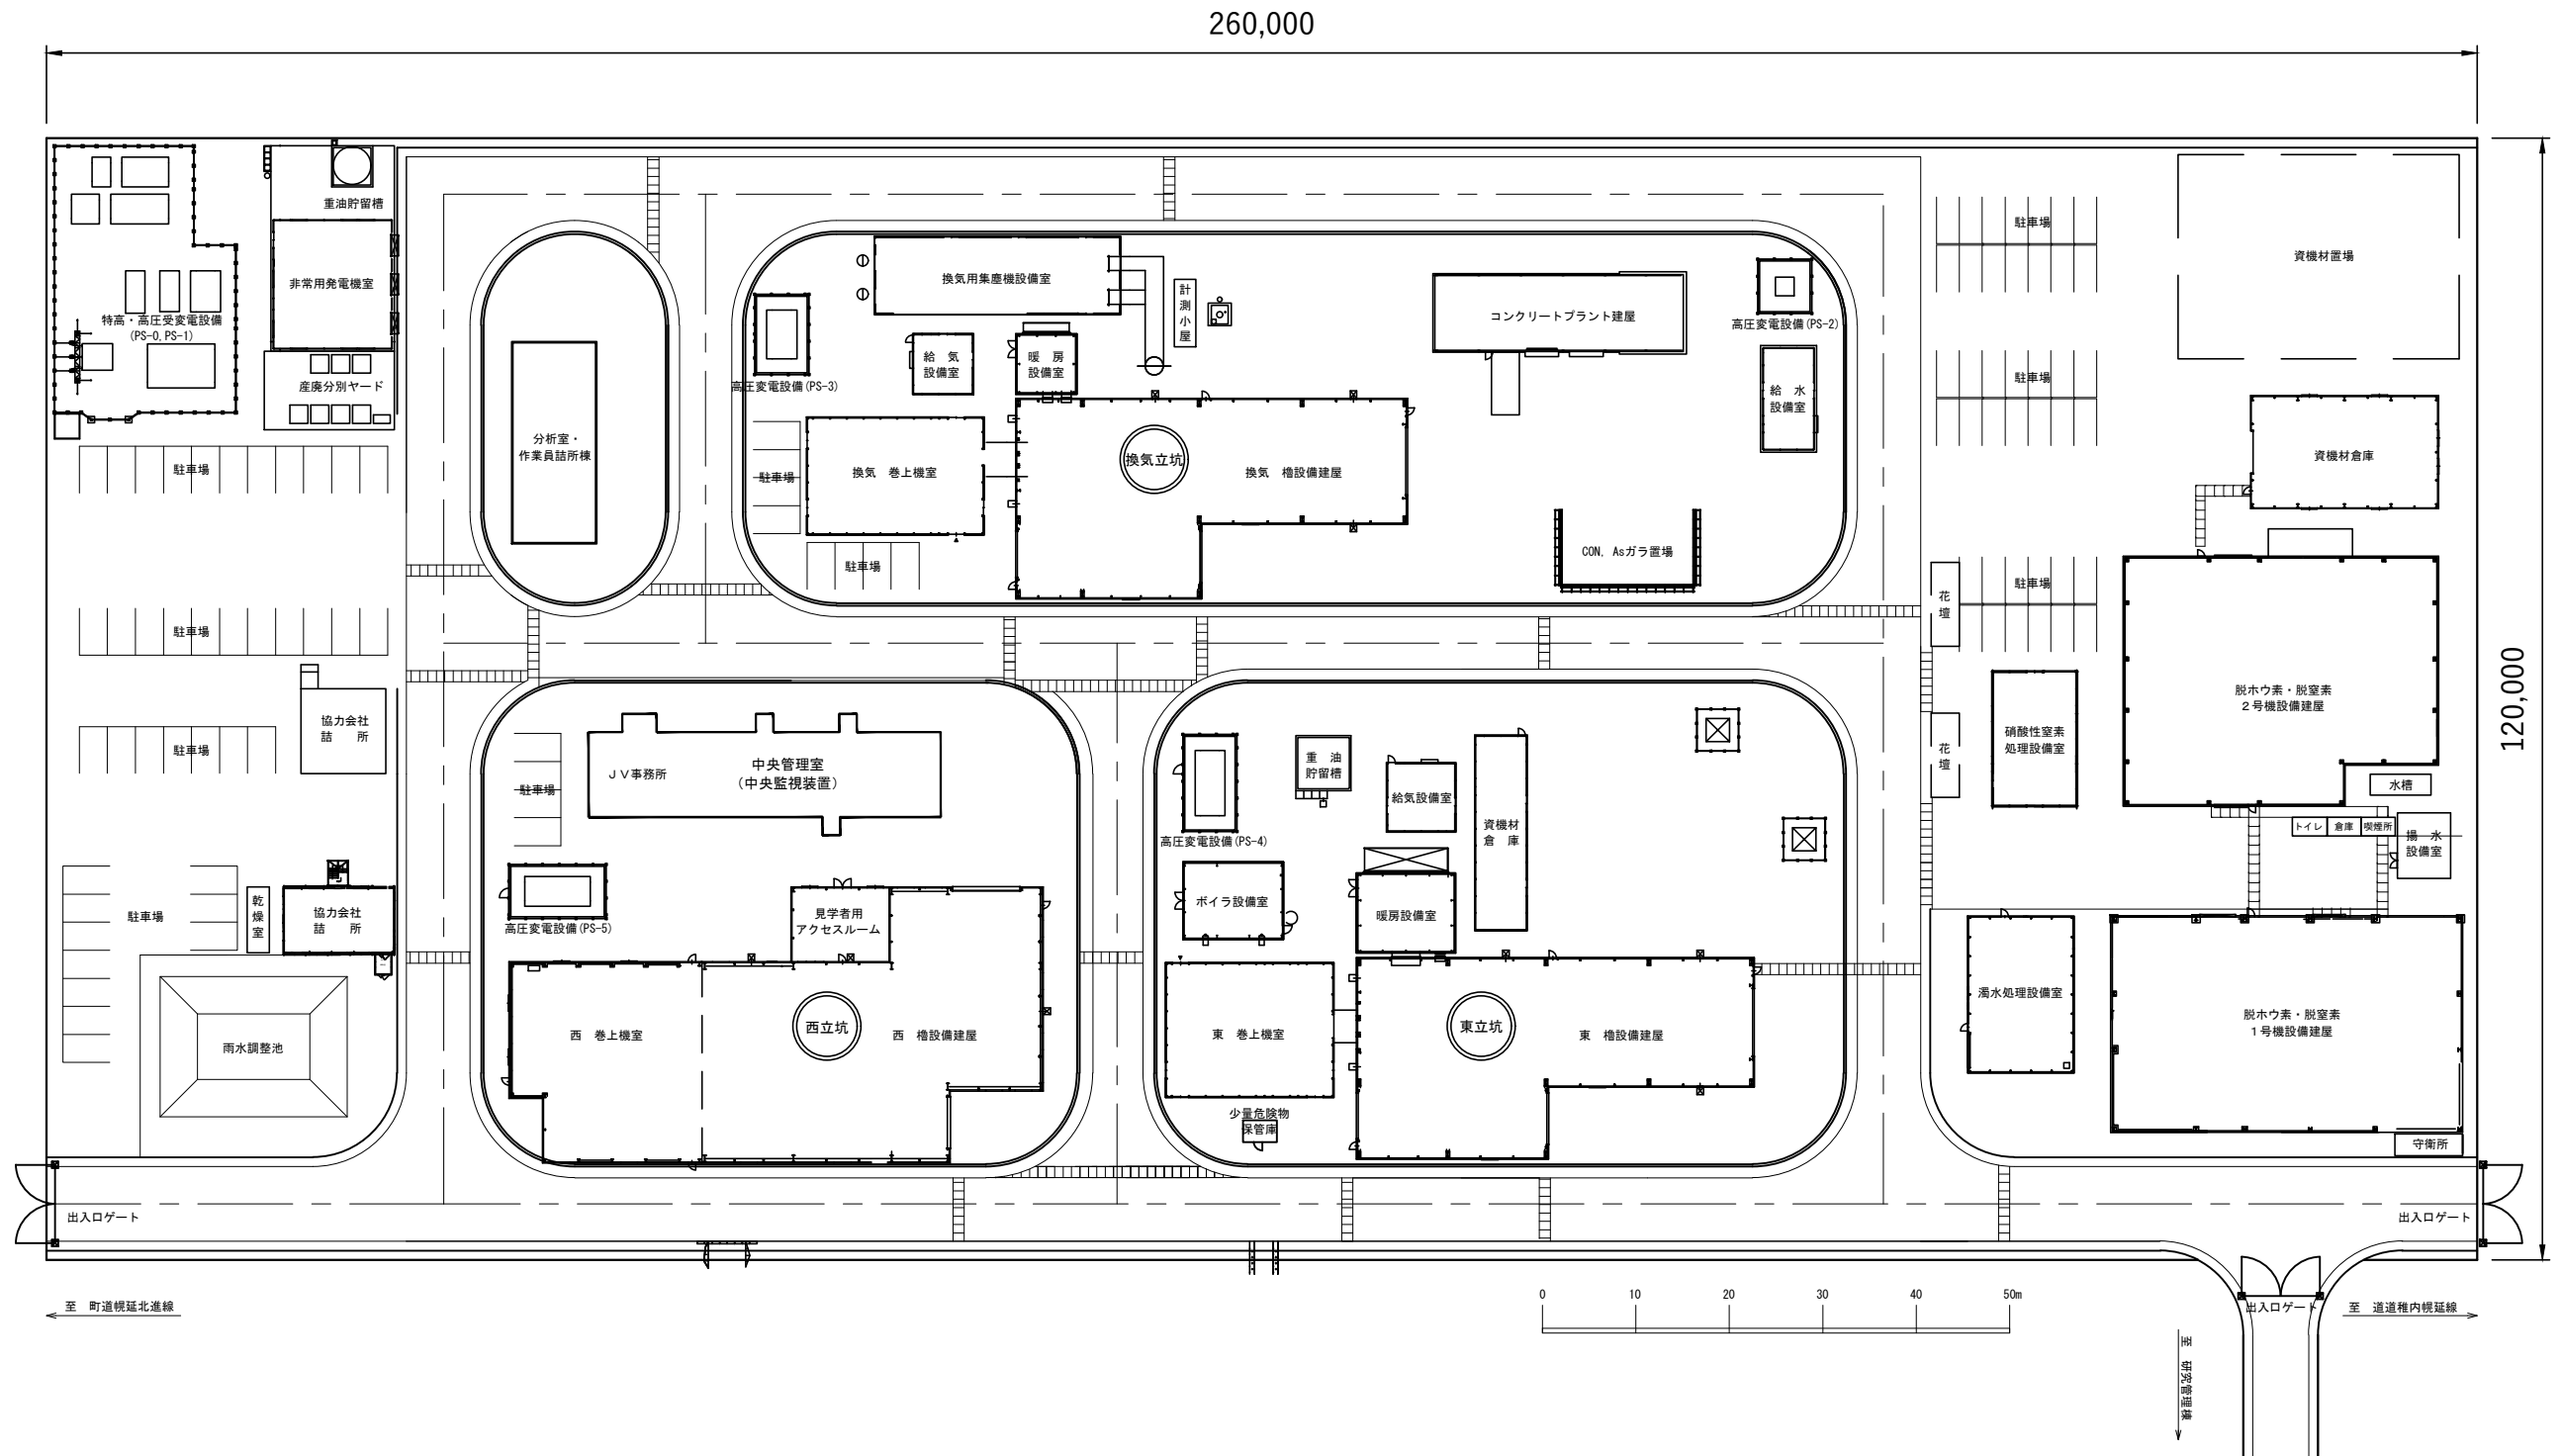 260,000
120,000
重油貯留槽
非常用発電機室
特高・高圧受変電設備
(PS-0,PS-1)
産廃分別ヤード
駐車場
駐車場
駐車場
協力会社
詰　所
駐車場
乾燥室
協力会社
詰　所
雨水調整池
出入口ゲート
分析室・
作業員詰所棟
換気用集塵機設備室
計測小屋
高圧変電設備(PS-3)
給　気
設備室
暖　房
設備室
コンクリートプラント建屋
高圧変電設備(PS-2)
給　水
設備室
駐車場
換気　巻上機室
換気立坑
換気　櫓設備建屋
駐車場
CON, Asガラ置場
駐車場
ＪＶ事務所
中央管理室
（中央監視装置）
高圧変電設備(PS-5)
見学者用
アクセスルーム
西　巻上機室
西立坑
西　櫓設備建屋
高圧変電設備(PS-4)
重　油
貯留槽
給気設備室
資機材
倉　庫
ボイラ設備室
暖房設備室
東　巻上機室
東立坑
東　櫓設備建屋
少量危険物
保管庫
駐車場
駐車場
駐車場
資機材置場
資機材倉庫
花壇
花壇
硝酸性窒素
処理設備室
脱ホウ素・脱窒素
２号機設備建屋
水槽
トイレ
倉庫
喫煙所
揚　水
設備室
濁水処理設備室
脱ホウ素・脱窒素
１号機設備建屋
守衛所
出入口ゲート
出入口ゲート
至　町道幌延北進線
0 10 20 30 40 50m
至　道道稚内幌延線
至　研究管理棟